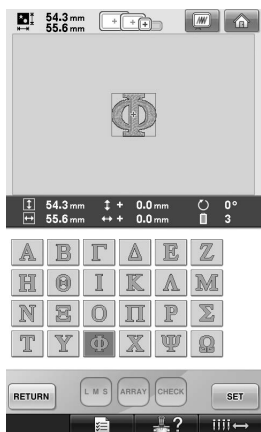 54.3 mm
55.6 mm
Φ
54.3 mm + 0.0 mm 0°
55.6 mm + 0.0 mm 3
Α Β Γ Δ Ε Ζ
Η Θ Ι Κ Λ Μ
Ν Ξ Ο Π Ρ Σ
Τ Υ Φ Χ Ψ Ω
RETURN L M S ARRAY CHECK SET
?